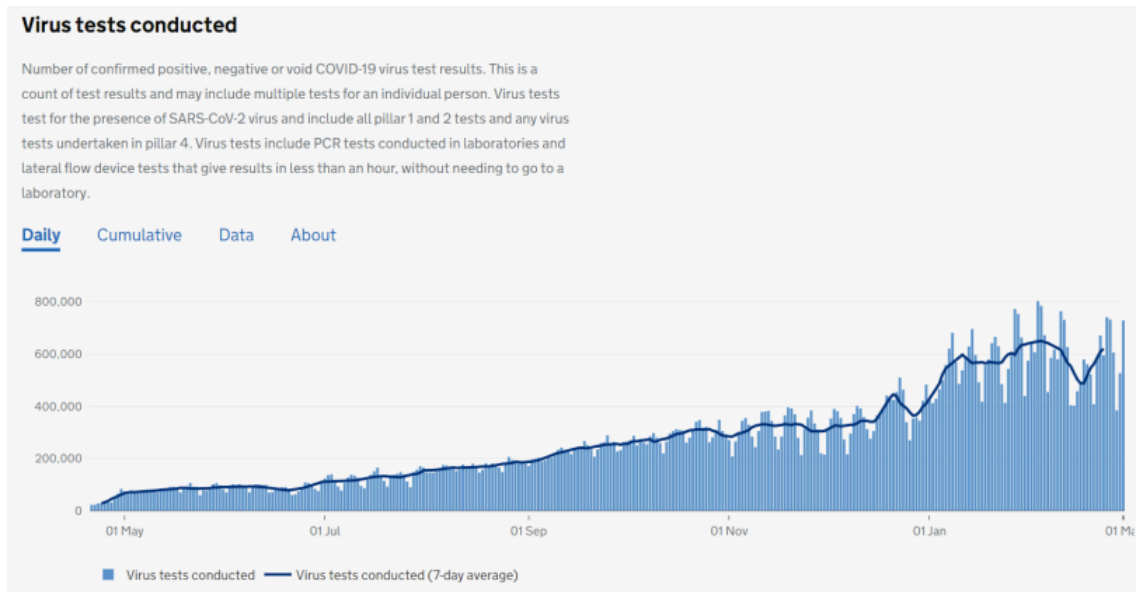 Virus tests conducted
Number of confirmed positive, negative or void COVID-19 virus test results. This is a
count of test results and may include multiple tests for an individual person. Virus tests
test for the presence of SARS-CoV-2 virus and include all pillar 1 and 2 tests and any virus
tests undertaken in pillar 4. Virus tests include PCR tests conducted in laboratories and
lateral flow device tests that give results in less than an hour, without needing to go to a
laboratory.
Daily Cumulative Data About
800,000
600,000
400,000
200,000
0
01 May 01 Jul 01 Sep 01 Nov 01 Jan 01 Ma
Virus tests conducted Virus tests conducted (7-day average)